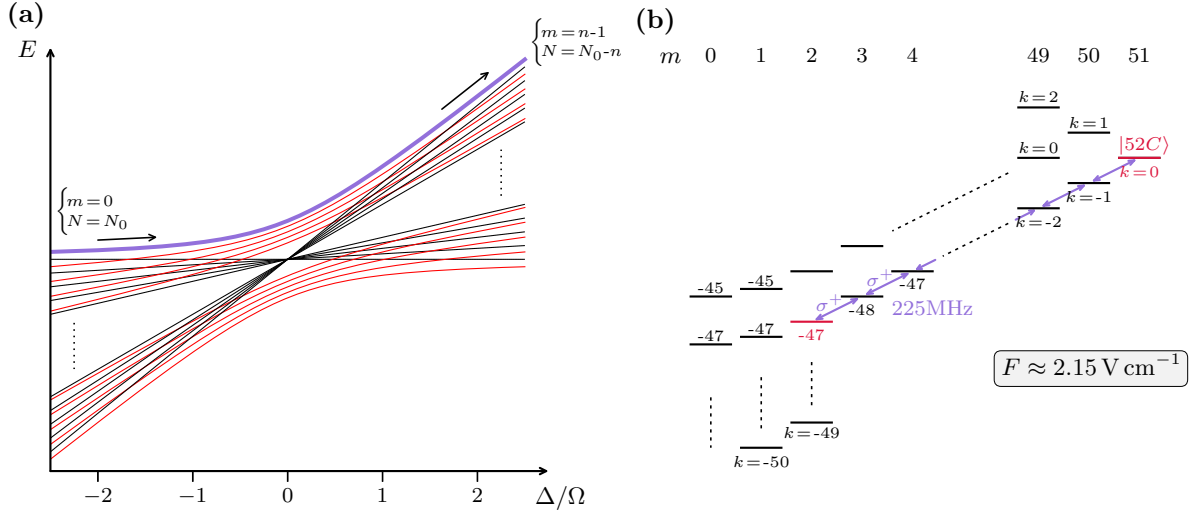 (a)
E
{m = n-1
N = N₀-n
{m = 0
N = N₀
−2 −1 0 1 2 Δ/Ω
(b)
m 0 1 2 3 4 49 50 51
k = 2
k = 1
k = 0
|52C⟩
k = 0
k = -1
k = -2
-47
σ⁺
-45
-45
σ⁺
-48
225MHz
-47
-47
-47
F ≈ 2.15 V cm⁻¹
k = -49
k = -50